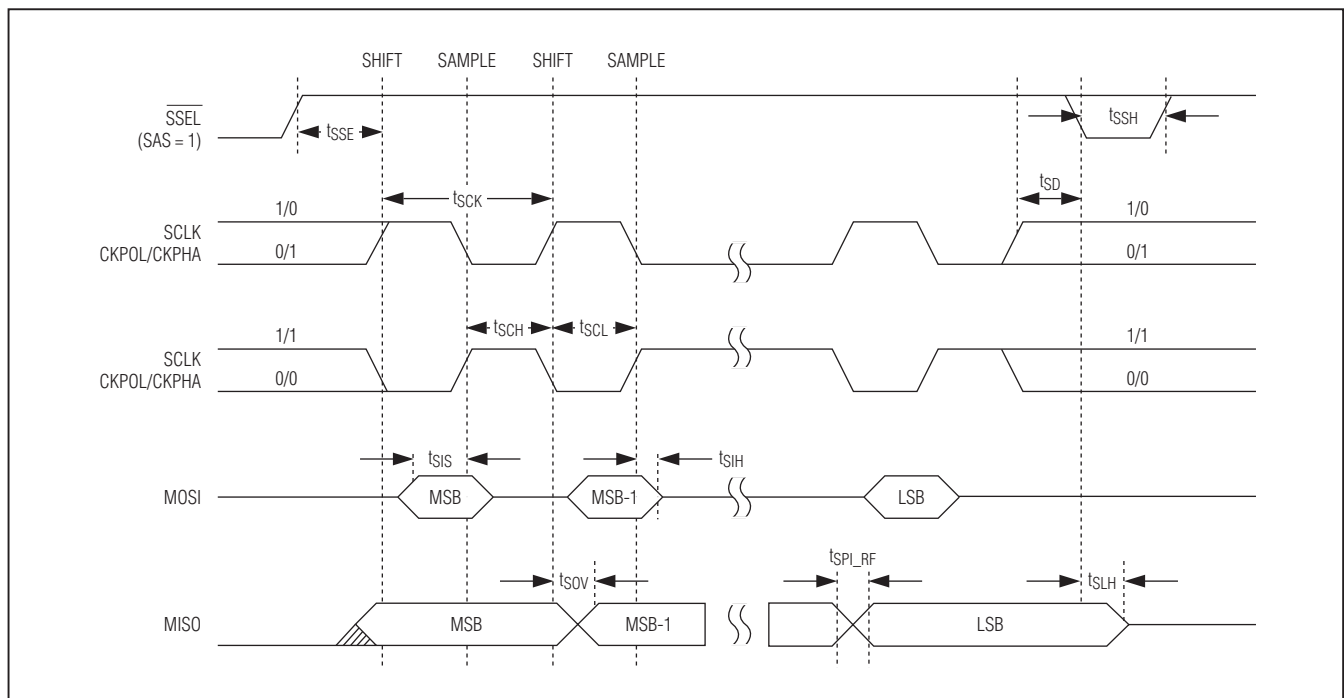 SHIFT SAMPLE SHIFT SAMPLE
SSEL
(SAS = 1)
tSSE
tSSH
tSCK
tSD
1/0
1/0
SCLK
CKPOL/CKPHA
0/1
0/1
tSCH
tSCL
1/1
1/1
SCLK
CKPOL/CKPHA
0/0
0/0
tSIS
tSIH
MOSI
MSB
MSB-1
LSB
tSOV
tSPI_RF
tSLH
MISO
MSB
MSB-1
LSB